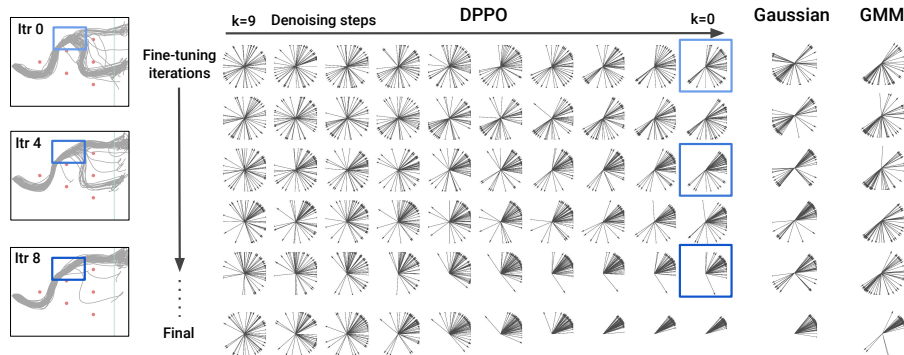 Itr 0
Itr 4
Itr 8
k=9 Denoising steps DPPO k=0 Gaussian GMM
Fine-tuning
iterations
Final